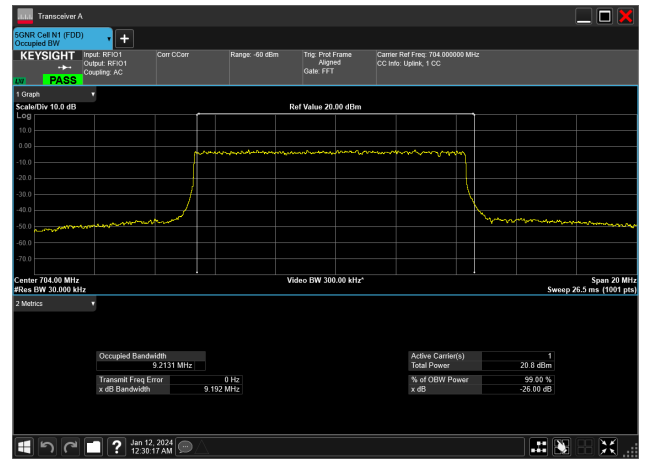 Transceiver A
5GNR Cell N1 (FDD)
Occupied BW
+
KEYSIGHT
LXI
PASS
Input: RFIO1
Output: RFIO1
Coupling: AC
Corr CCorr
Range: -60 dBm
Trig: Prot Frame
Aligned
Gate: FFT
Carrier Ref Freq: 704.000000 MHz
CC Info: Uplink, 1 CC
1 Graph
Scale/Div 10.0 dB
Ref Value 20.00 dBm
Log
10.0
0.00
-10.0
-20.0
-30.0
-40.0
-50.0
-60.0
-70.0
Center 704.00 MHz
Video BW 300.00 kHz*
Span 20 MHz
#Res BW 30.000 kHz
Sweep 26.5 ms (1001 pts)
2 Metrics
Occupied Bandwidth
9.2131 MHz
Active Carrier(s) 1
Total Power 20.8 dBm
Transmit Freq Error 0 Hz
x dB Bandwidth 9.192 MHz
% of OBW Power 99.00 %
x dB -26.00 dB
?
Jan 12, 2024
12:30:17 AM